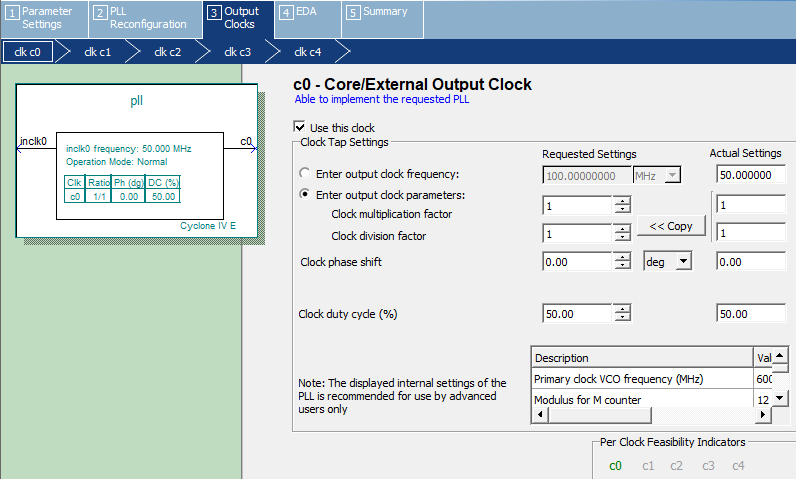 1 Parameter Settings
2 PLL Reconfiguration
3 Output Clocks
4 EDA
5 Summary
clk c0
clk c1
clk c2
clk c3
clk c4
pll
inclk0
c0
inclk0 frequency: 50.000 MHz
Operation Mode: Normal
Clk Ratio Ph (dg) DC (%)
c0 1/1 0.00 50.00
Cyclone IV E
c0 - Core/External Output Clock
Able to implement the requested PLL
Use this clock
Clock Tap Settings
Requested Settings Actual Settings
Enter output clock frequency: 100.00000000 MHz 50.000000
Enter output clock parameters:
Clock multiplication factor 1 1
<< Copy
Clock division factor 1 1
Clock phase shift 0.00 deg 0.00
Clock duty cycle (%) 50.00 50.00
Note: The displayed internal settings of the
PLL is recommended for use by advanced
users only
Description Val
Primary clock VCO frequency (MHz) 600
Modulus for M counter 12
Per Clock Feasibility Indicators
c0 c1 c2 c3 c4